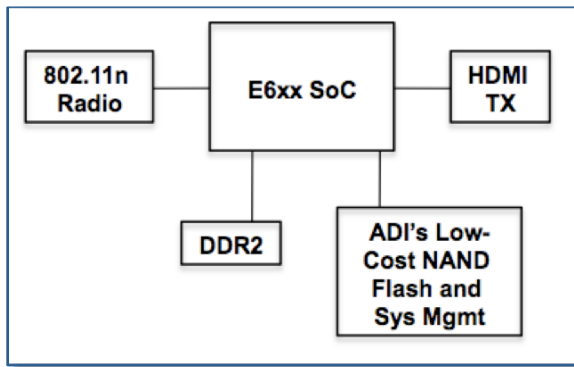 802.11n
Radio
E6xx SoC
HDMI
TX
DDR2
ADI's Low-
Cost NAND
Flash and
Sys Mgmt